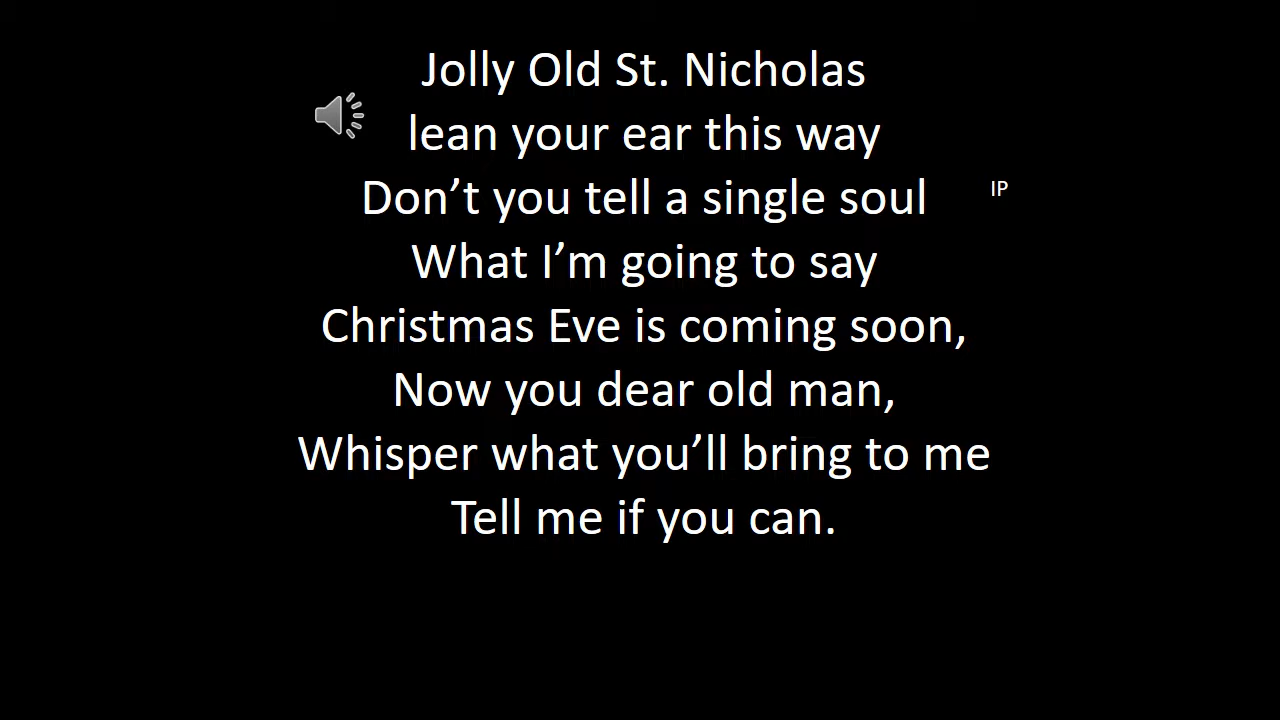 Jolly Old St. Nicholas
lean your ear this way
Don’t you tell a single soul
IP
What I’m going to say
Christmas Eve is coming soon,
Now you dear old man,
Whisper what you’ll bring to me
Tell me if you can.